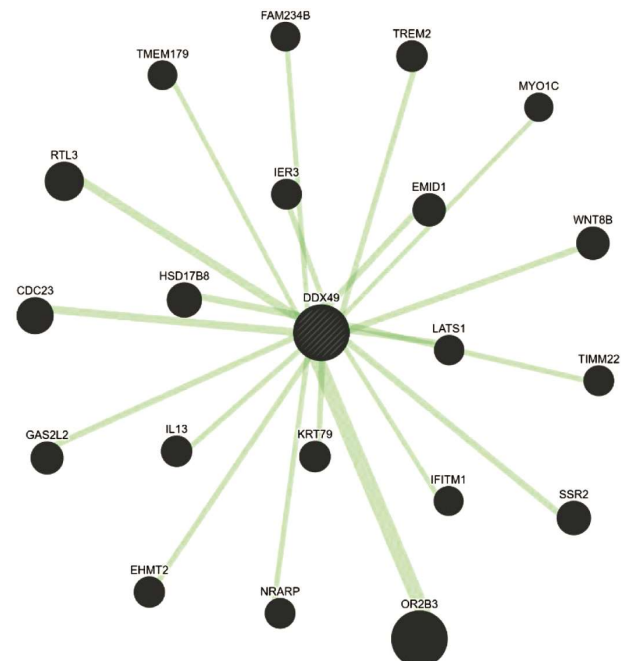 FAM234B
TREM2
TMEM179
MYO1C
RTL3
IER3
EMID1
WNT8B
HSD17B8
CDC23
DDX49
LATS1
TIMM22
GAS2L2
IL13
KRT79
IFITM1
SSR2
EHMT2
NRARP
OR2B3